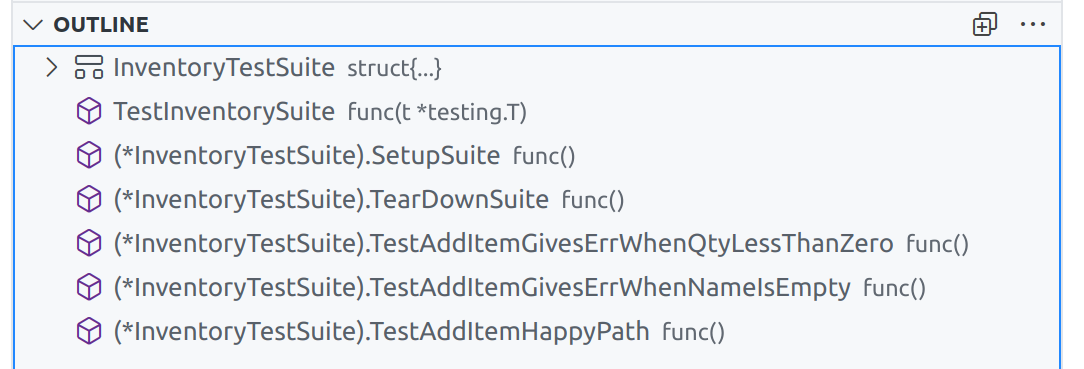 OUTLINE
InventoryTestSuite struct{...}
TestInventorySuite func(t *testing.T)
(*InventoryTestSuite).SetupSuite func()
(*InventoryTestSuite).TearDownSuite func()
(*InventoryTestSuite).TestAddItemGivesErrWhenQtyLessThanZero func()
(*InventoryTestSuite).TestAddItemGivesErrWhenNameIsEmpty func()
(*InventoryTestSuite).TestAddItemHappyPath func()